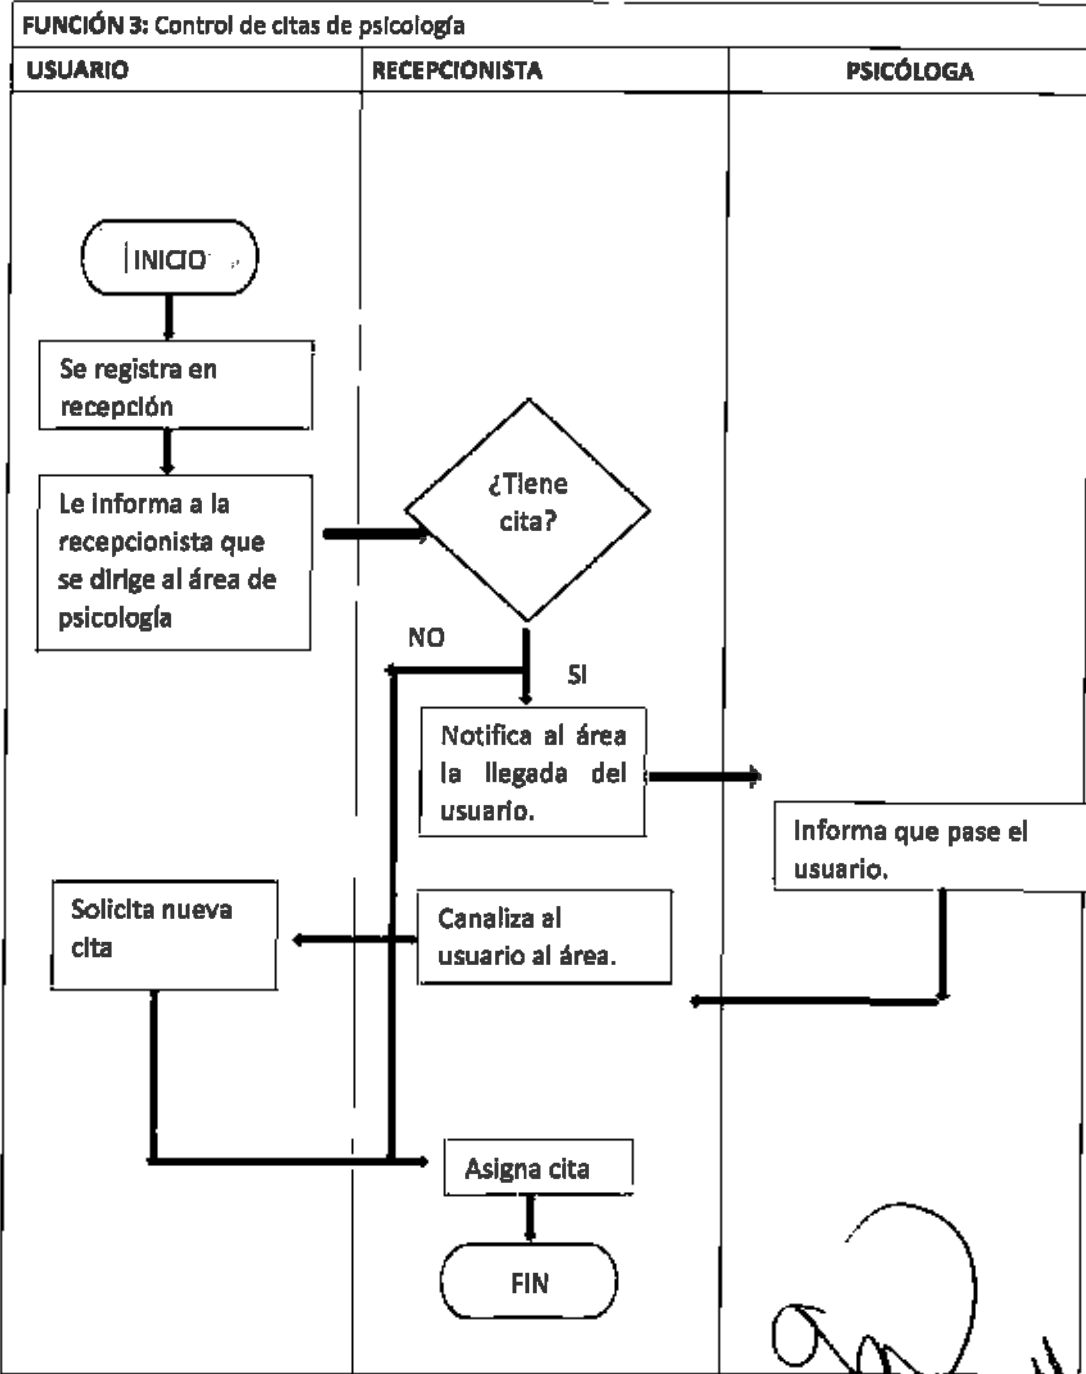 FUNCIÓN 3: Control de citas de psicología
USUARIO
RECEPCIONISTA
PSICÓLOGA
INICIO
Se registra en
recepción
Le informa a la
recepcionista que
se dirige al área de
psicología
¿Tiene
cita?
NO
SI
Notifica al área
la llegada del
usuario.
Informa que pase el
usuario.
Canaliza al
usuario al área.
Solicita nueva
cita
Asigna cita
FIN